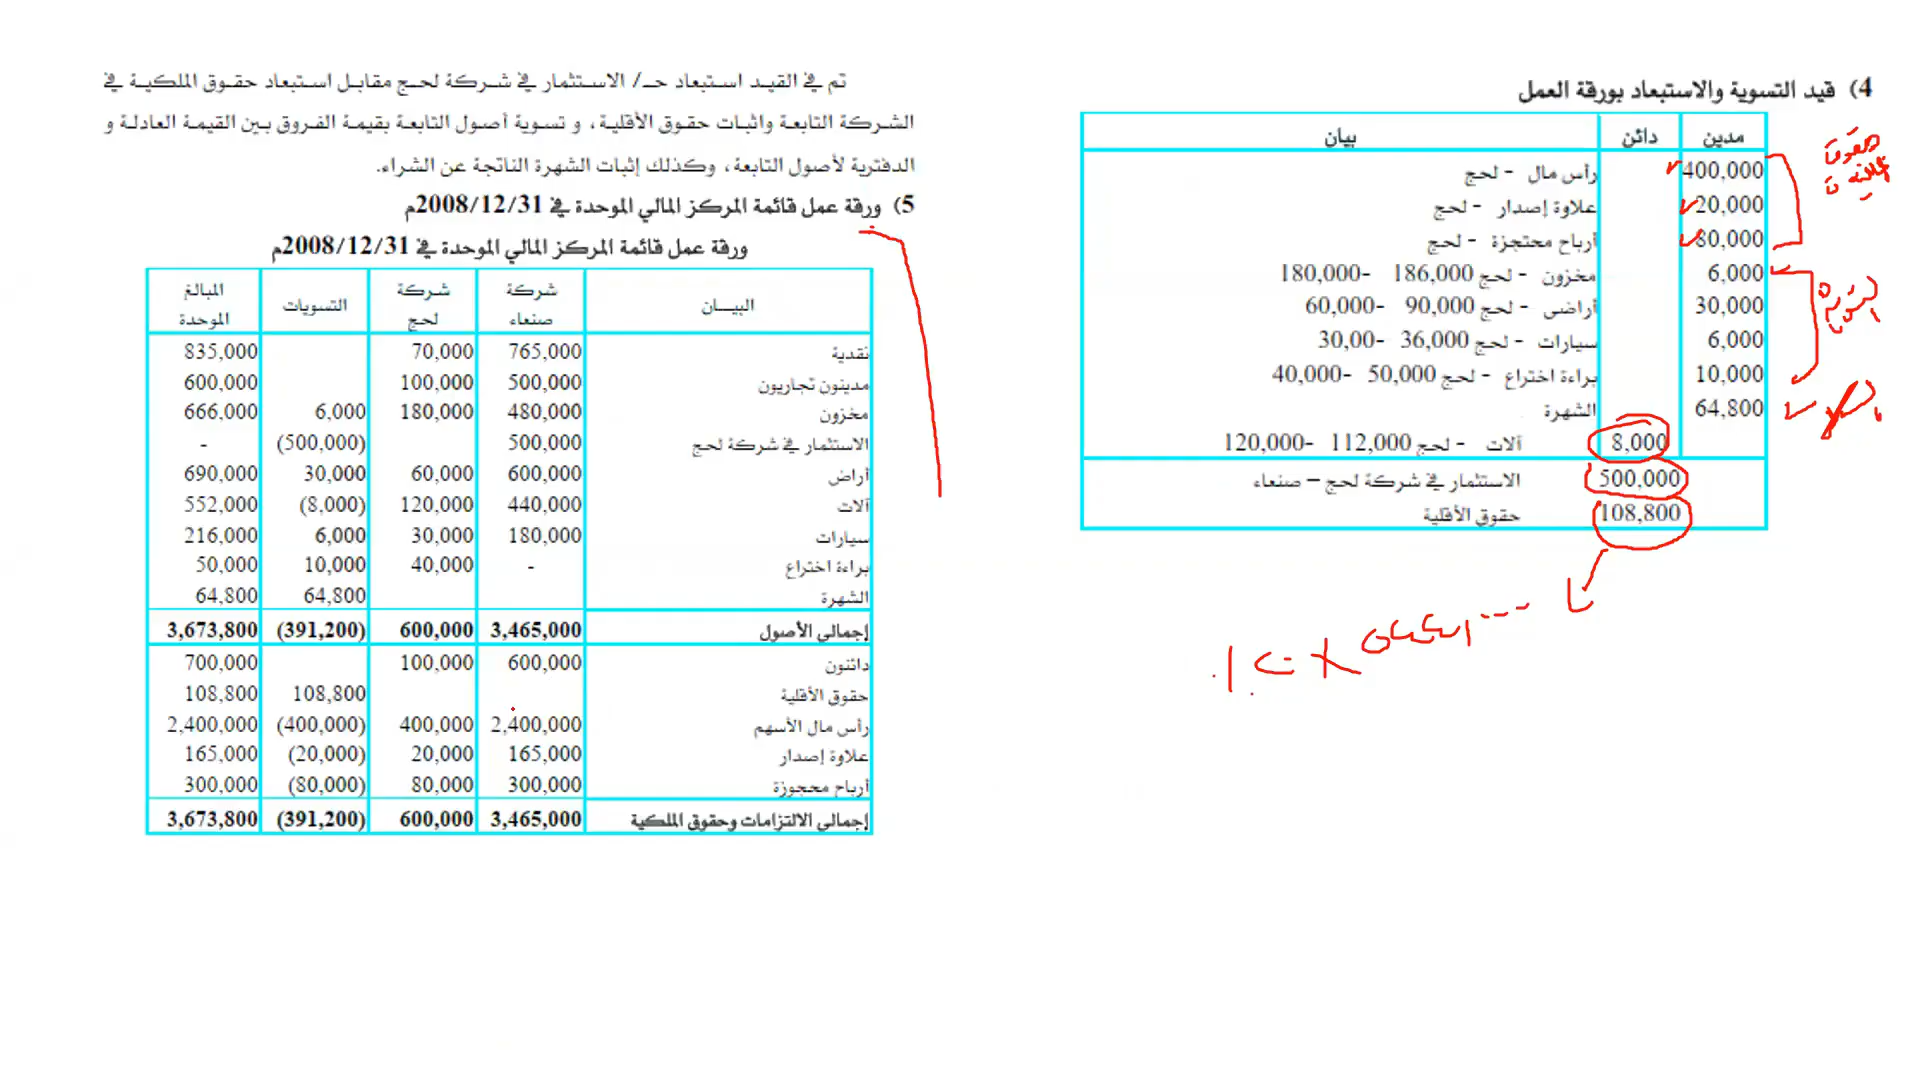 4) قيد التسوية والاستبعاد بورقة العمل
مدين دائن بيان
400,000 رأس مال - لحج
20,000 علاوة إصدار - لحج
80,000 أرباح محتجزة - لحج
6,000 مخزون - لحج 186,000 -180,000
30,000 أراضى - لحج 90,000 -60,000
6,000 سيارات - لحج 36,000 -30,00
10,000 براءة اختراع - لحج 50,000 -40,000
64,800 الشهرة
8,000 آلات - لحج 112,000 -120,000
500,000 الاستثمار في شركة لحج – صنعاء
108,800 حقوق الأقلية
حقوق
تم في القيد استبعاد حـ/ الاستثمار في شركة لحج مقابل استبعاد حقوق الملكية في
الشركة التابعة واثبات حقوق الأقلية، و تسوية أصول التابعة بقيمة الفروق بين القيمة العادلة و
الدفترية لأصول التابعة، وكذلك إثبات الشهرة الناتجة عن الشراء.
5) ورقة عمل قائمة المركز المالي الموحدة في 2008/12/31م
ورقة عمل قائمة المركز المالي الموحدة في 2008/12/31م
البيـــان شركة صنعاء شركة لحج التسويات المبالغ الموحدة
نقدية 765,000 70,000 835,000
مدينون تجاريون 500,000 100,000 600,000
مخزون 480,000 180,000 6,000 666,000
الاستثمار في شركة لحج 500,000 (500,000) -
أراض 600,000 60,000 30,000 690,000
آلات 440,000 120,000 (8,000) 552,000
سيارات 180,000 30,000 6,000 216,000
براءة اختراع - 40,000 10,000 50,000
الشهرة 64,800 64,800
إجمالي الأصول 3,465,000 600,000 (391,200) 3,673,800
دائنون 600,000 100,000 700,000
حقوق الأقلية 108,800 108,800
رأس مال الأسهم 2,400,000 400,000 (400,000) 2,400,000
علاوة إصدار 165,000 20,000 (20,000) 165,000
أرباح محجوزة 300,000 80,000 (80,000) 300,000
إجمالي الالتزامات وحقوق الملكية 3,465,000 600,000 (391,200) 3,673,800